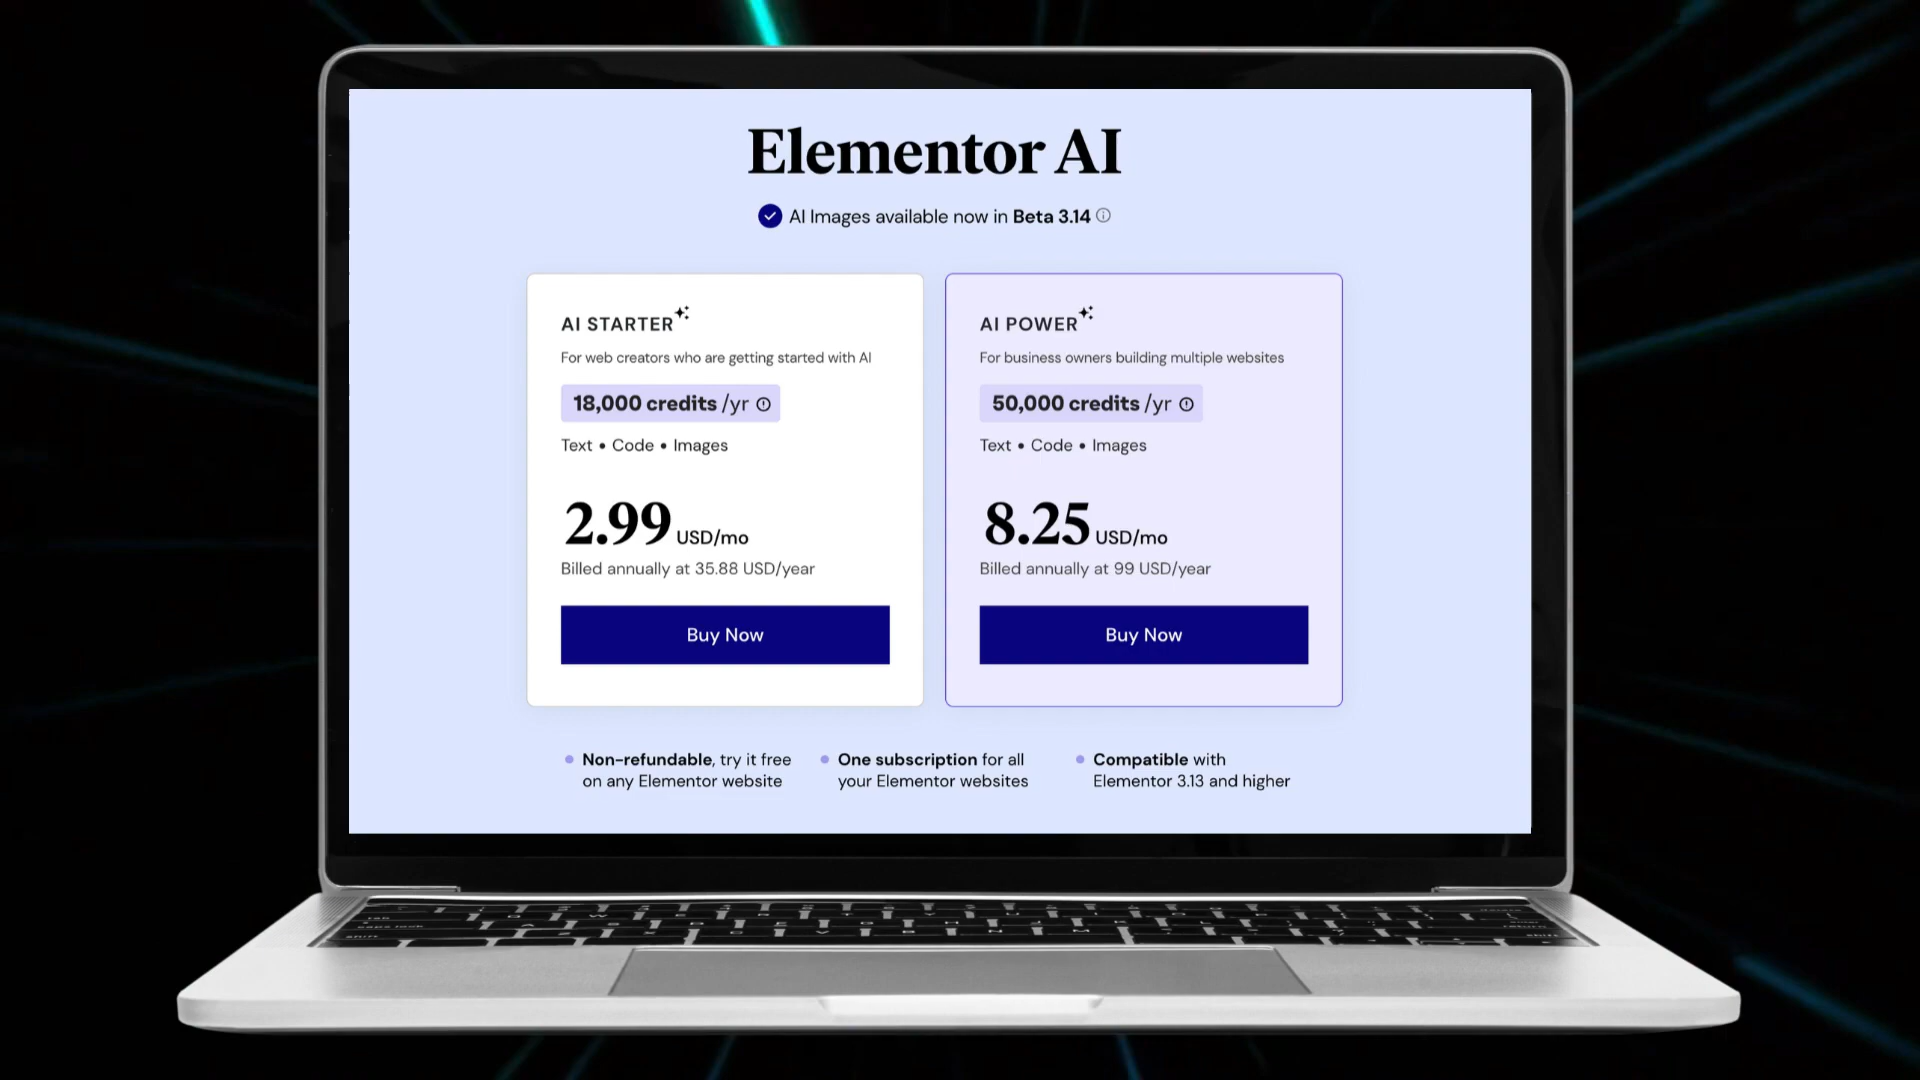 Elementor AI
AI Images available now in Beta 3.14
AI STARTER
For web creators who are getting started with AI
18,000 credits /yr
Text • Code • Images
2.99 USD/mo
Billed annually at 35.88 USD/year
Buy Now
AI POWER
For business owners building multiple websites
50,000 credits /yr
Text • Code • Images
8.25 USD/mo
Billed annually at 99 USD/year
Buy Now
• Non-refundable, try it free
on any Elementor website
• One subscription for all
your Elementor websites
• Compatible with
Elementor 3.13 and higher